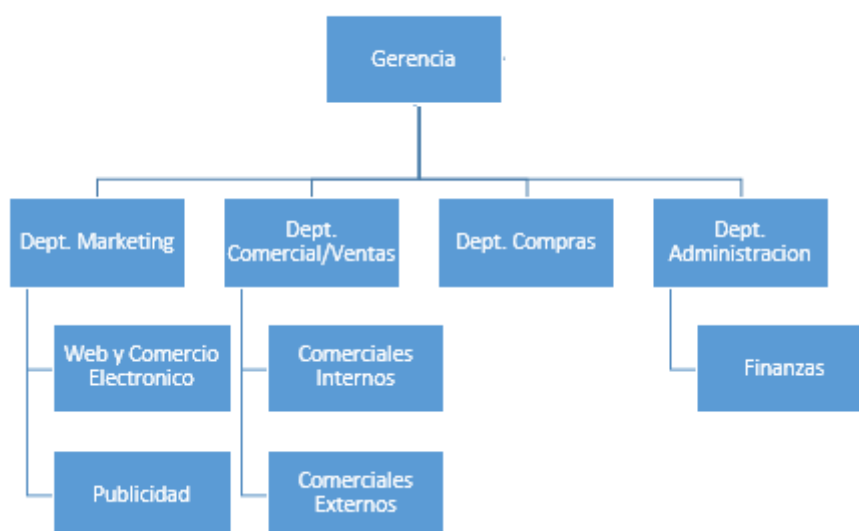 Gerencia
Dept. Marketing
Dept.
Comercial/Ventas
Dept. Compras
Dept.
Administracion
Web y Comercio
Electronico
Comerciales
Internos
Finanzas
Publicidad
Comerciales
Externos